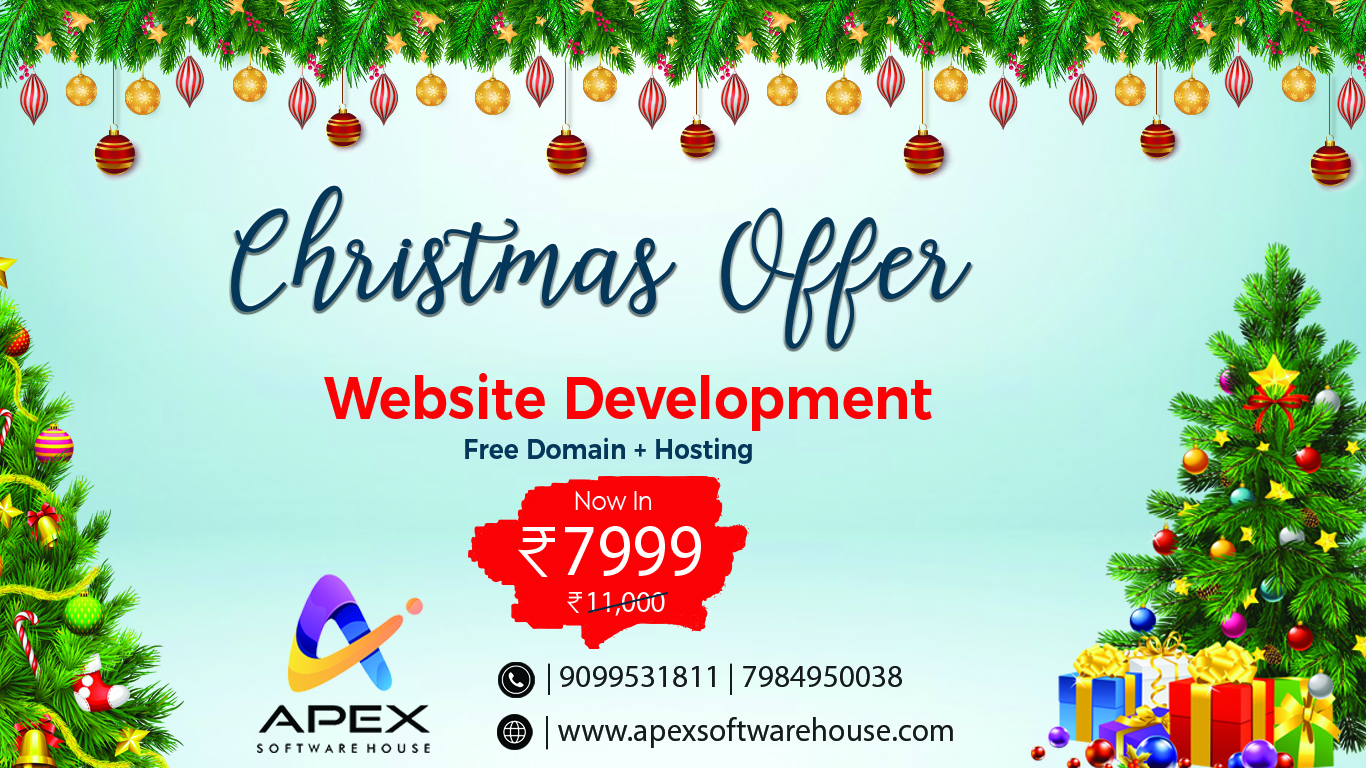 Christmas Offer
Website Development
Free Domain + Hosting
Now In
₹7999
₹11,000
APEX
SOFTWARE HOUSE
| 9099531811 | 7984950038
| www.apexsoftwarehouse.com